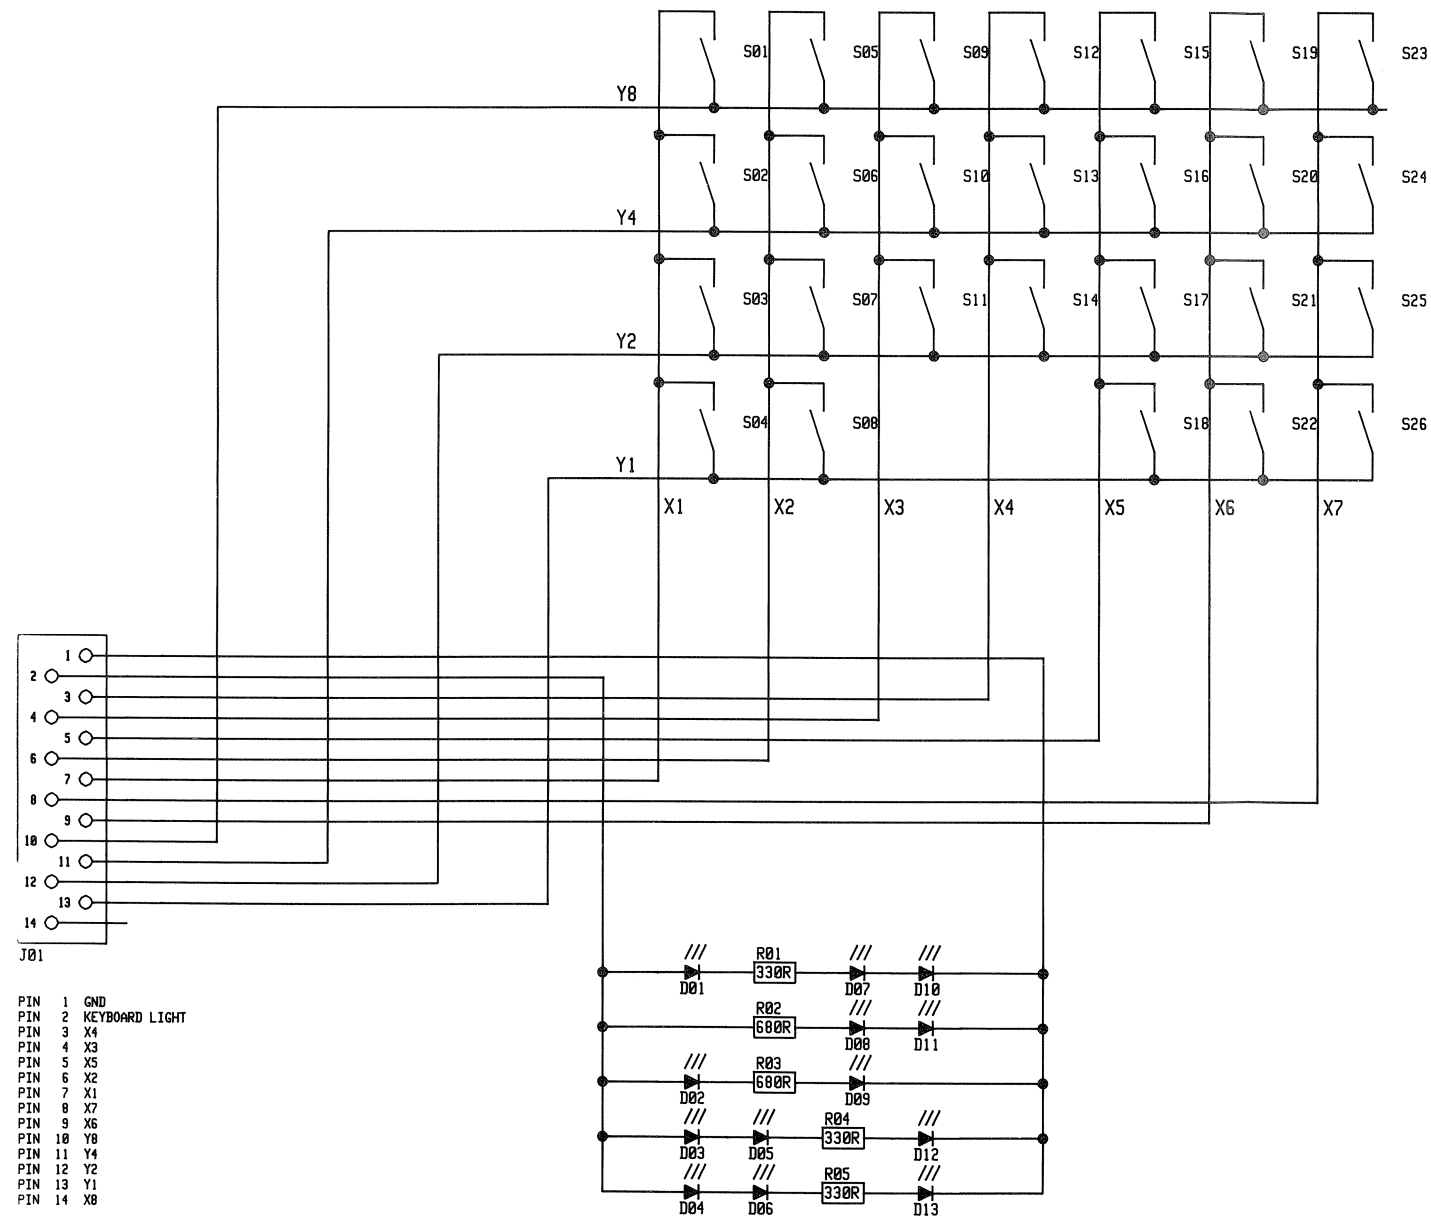 S01 S05 S09 S12 S15 S19 S23
Y8
S02 S06 S10 S13 S16 S20 S24
Y4
S03 S07 S11 S14 S17 S21 S25
Y2
S04 S08 S18 S22 S26
Y1
X1 X2 X3 X4 X5 X6 X7
1
2
3
4
5
6
7
8
9
10
11
12
13
14
J01
R01
330R
D01 D07 D10
R02
680R
D08 D11
R03
680R
D02 D09
R04
330R
D03 D05 D12
R05
330R
D04 D06 D13
PIN 1 GND
PIN 2 KEYBOARD LIGHT
PIN 3 X4
PIN 4 X3
PIN 5 X5
PIN 6 X2
PIN 7 X1
PIN 8 X7
PIN 9 X6
PIN 10 Y8
PIN 11 Y4
PIN 12 Y2
PIN 13 Y1
PIN 14 X8